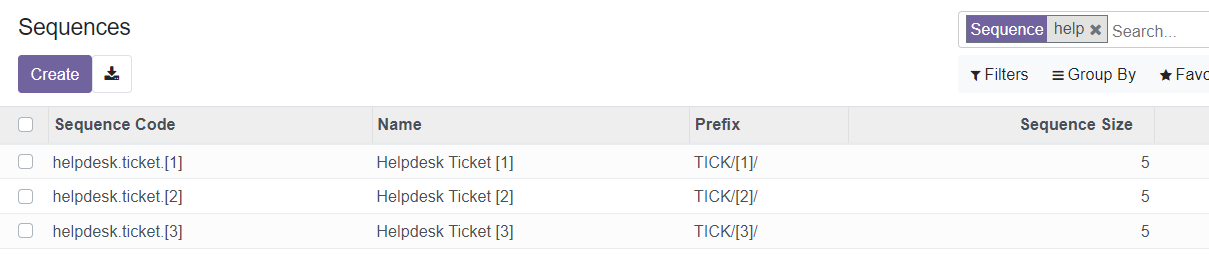 Sequences
Sequence help Search...
Create
Filters Group By Favo
Sequence Code Name Prefix Sequence Size
helpdesk.ticket.[1] Helpdesk Ticket [1] TICK/[1]/ 5
helpdesk.ticket.[2] Helpdesk Ticket [2] TICK/[2]/ 5
helpdesk.ticket.[3] Helpdesk Ticket [3] TICK/[3]/ 5